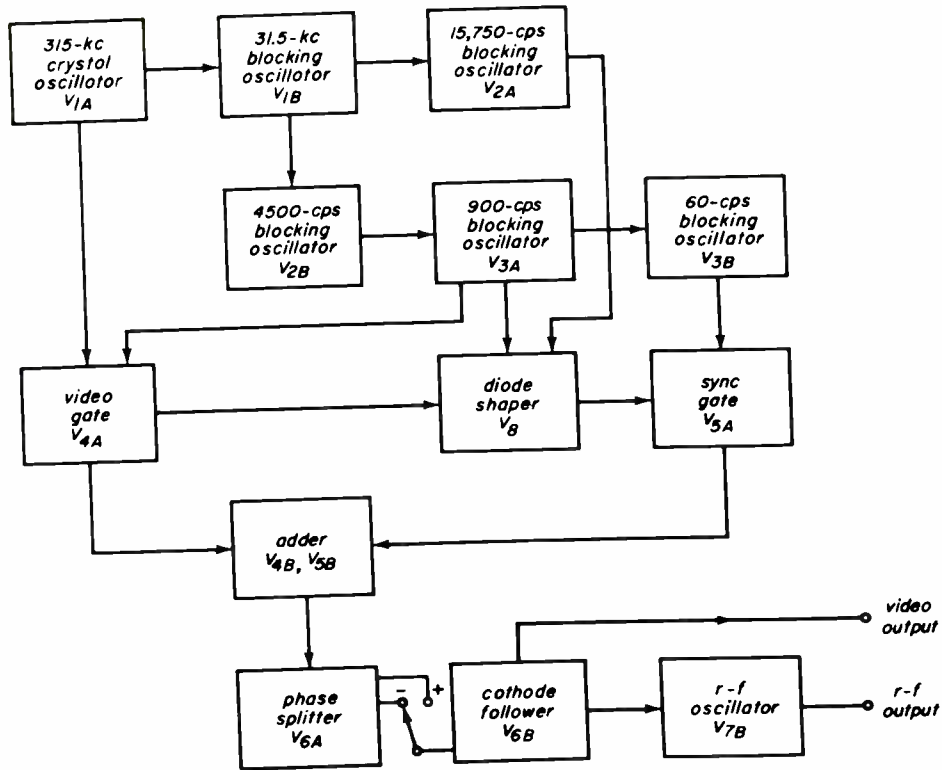 315-kc
crystol
oscillotor
V1A
31.5-kc
blocking
oscillator
V1B
15,750-cps
blocking
oscillator
V2A
4500-cps
blocking
oscillator
V2B
900-cps
blocking
oscillator
V3A
60-cps
blocking
oscillator
V3B
video
gate
V4A
diode
shaper
V8
sync
gate
V5A
adder
V4B, V5B
phase
splitter
V6A
- +
cothode
follower
V6B
r-f
oscillator
V7B
video
output
r-f
output